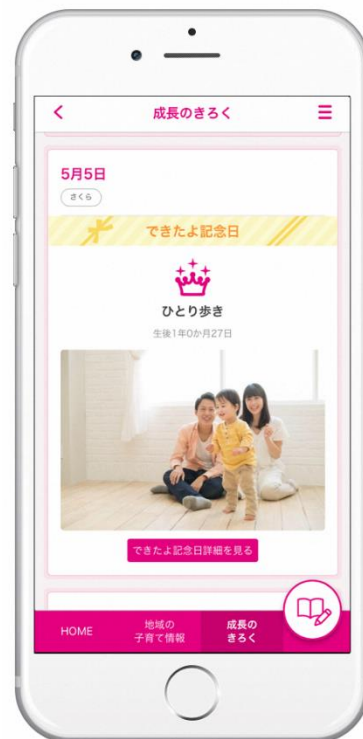 成長のきろく
5月5日
さくら
できたよ記念日
ひとり歩き
生後1年0か月27日
できたよ記念日詳細を見る
HOME
地域の
子育て情報
成長の
きろく